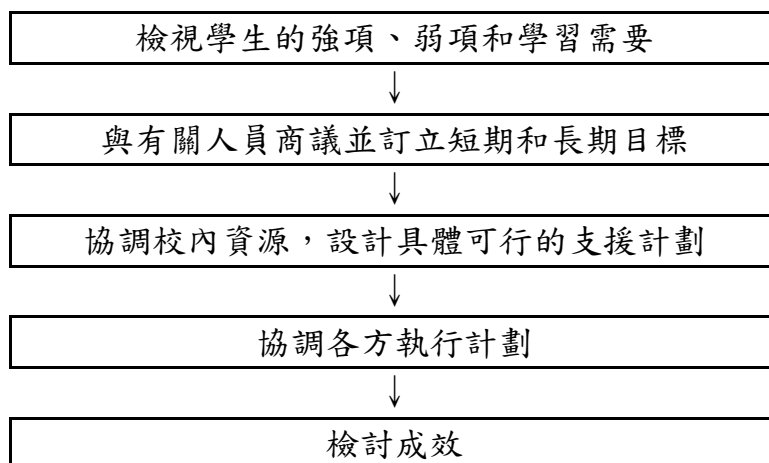 檢視學生的強項、弱項和學習需要
↓
與有關人員商議並訂立短期和長期目標
↓
協調校內資源，設計具體可行的支援計劃
↓
協調各方執行計劃
↓
檢討成效